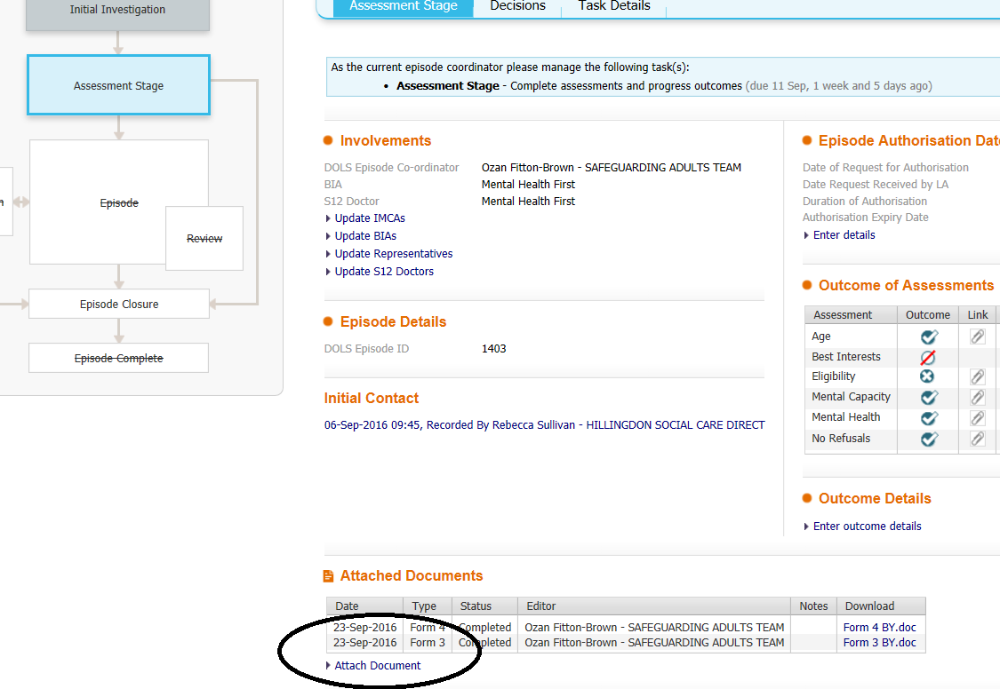 Initial Investigation
Assessment Stage
Episode
Review
Episode Closure
Episode Complete
Assessment Stage Decisions Task Details
As the current episode coordinator please manage the following task(s):
• Assessment Stage - Complete assessments and progress outcomes (due 11 Sep, 1 week and 5 days ago)
Involvements
DOLS Episode Co-ordinator Ozan Fitton-Brown - SAFEGUARDING ADULTS TEAM
BIA Mental Health First
S12 Doctor Mental Health First
Update IMCAs
Update BIAs
Update Representatives
Update S12 Doctors
Episode Details
DOLS Episode ID 1403
Initial Contact
06-Sep-2016 09:45, Recorded By Rebecca Sullivan - HILLINGDON SOCIAL CARE DIRECT
Episode Authorisation Dat
Date of Request for Authorisation
Date Request Received by LA
Duration of Authorisation
Authorisation Expiry Date
Enter details
Outcome of Assessments
Assessment Outcome Link
Age
Best Interests
Eligibility
Mental Capacity
Mental Health
No Refusals
Outcome Details
Enter outcome details
Attached Documents
Date Type Status Editor Notes Download
23-Sep-2016 Form 4 Completed Ozan Fitton-Brown - SAFEGUARDING ADULTS TEAM Form 4 BY.doc
23-Sep-2016 Form 3 Completed Ozan Fitton-Brown - SAFEGUARDING ADULTS TEAM Form 3 BY.doc
Attach Document